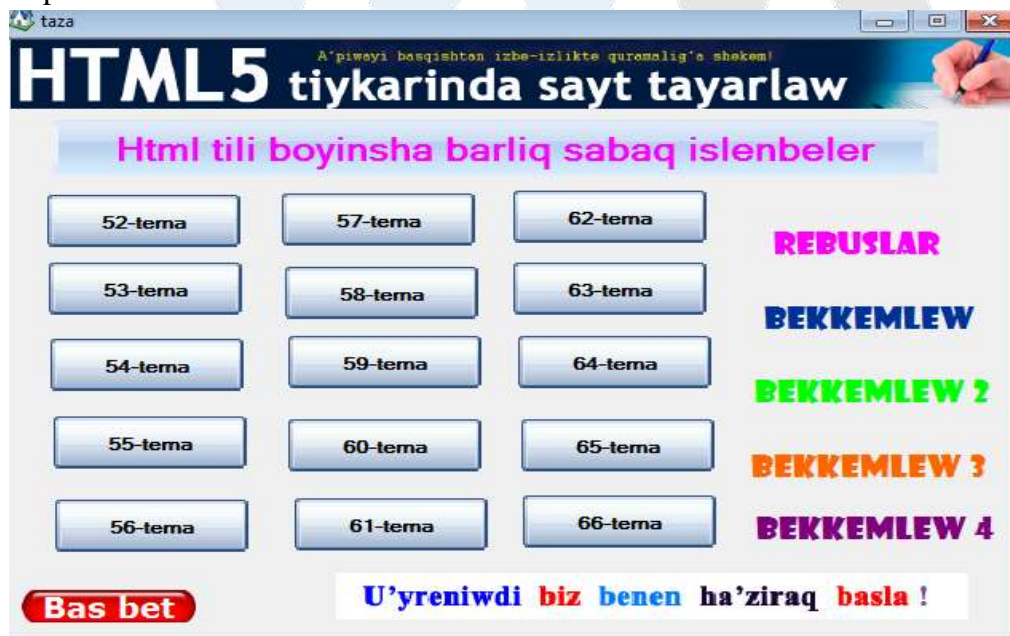 taza
A'piwayi basqishtan izbe-izlikte quramalig'a shekem!
HTML5 tiykarinda sayt tayarlaw
Html tili boyinsha barliq sabaq islenbeler
52-tema 57-tema 62-tema
REBUSLAR
53-tema 58-tema 63-tema
BEKKEMLEW
54-tema 59-tema 64-tema
BEKKEMLEW 2
55-tema 60-tema 65-tema
BEKKEMLEW 3
56-tema 61-tema 66-tema
BEKKEMLEW 4
Bas bet
U'yreniwdi biz benen ha'ziraq basla !